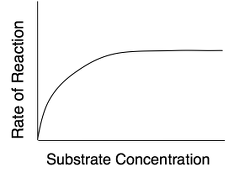 Rate of Reaction
Substrate Concentration